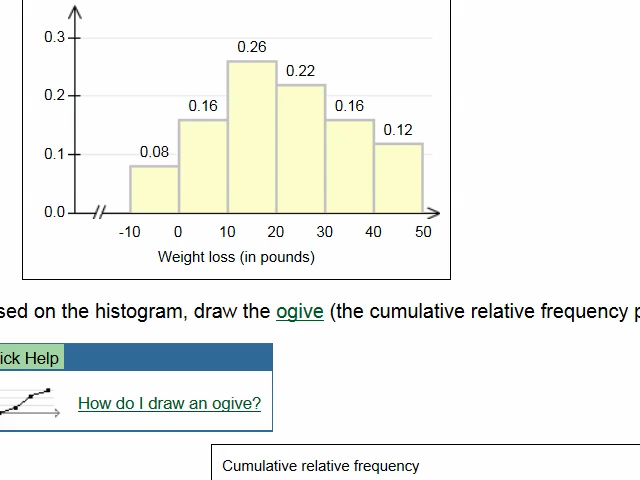 0.3
0.26
0.22
0.2
0.16
0.16
0.12
0.1
0.08
0.0
-10 0 10 20 30 40 50
Weight loss (in pounds)
sed on the histogram, draw the ogive (the cumulative relative frequency p
ick Help
How do I draw an ogive?
Cumulative relative frequency